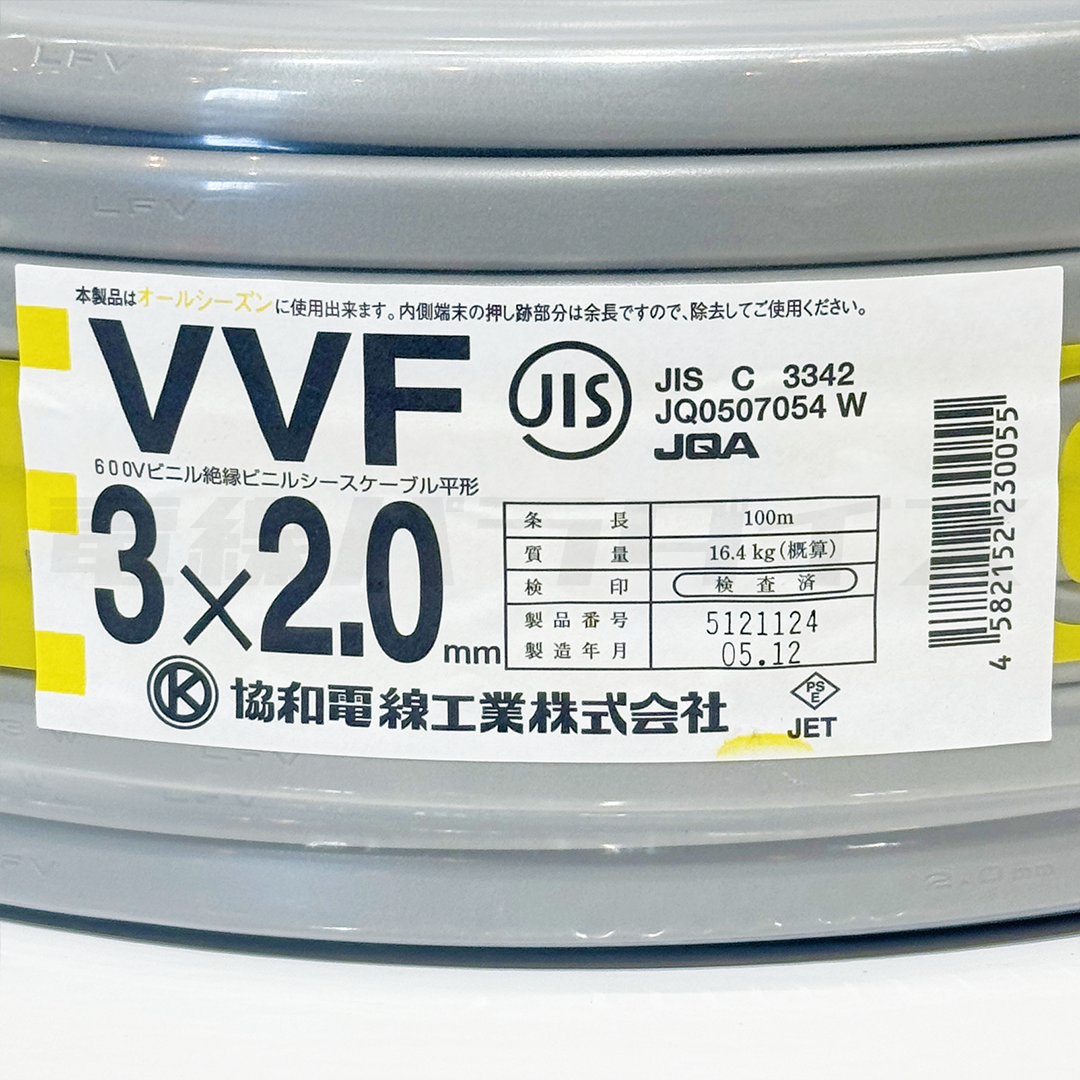 LFV
LFV
本製品はオールシーズンに使用出来ます。内側端末の押し跡部分は余長ですので、除去してご使用ください。
VVF
JIS
JIS C 3342
JQ0507054 W
JQA
600Vビニル絶縁ビニルシースケーブル平形
3×2.0mm
条長 100m
質量 16.4 kg(概算)
検印 検査済
製品番号 5121124
製造年月 05.12
K 協和電線工業株式会社
PS
E
JET
4 582152 230055
LFV
LFV